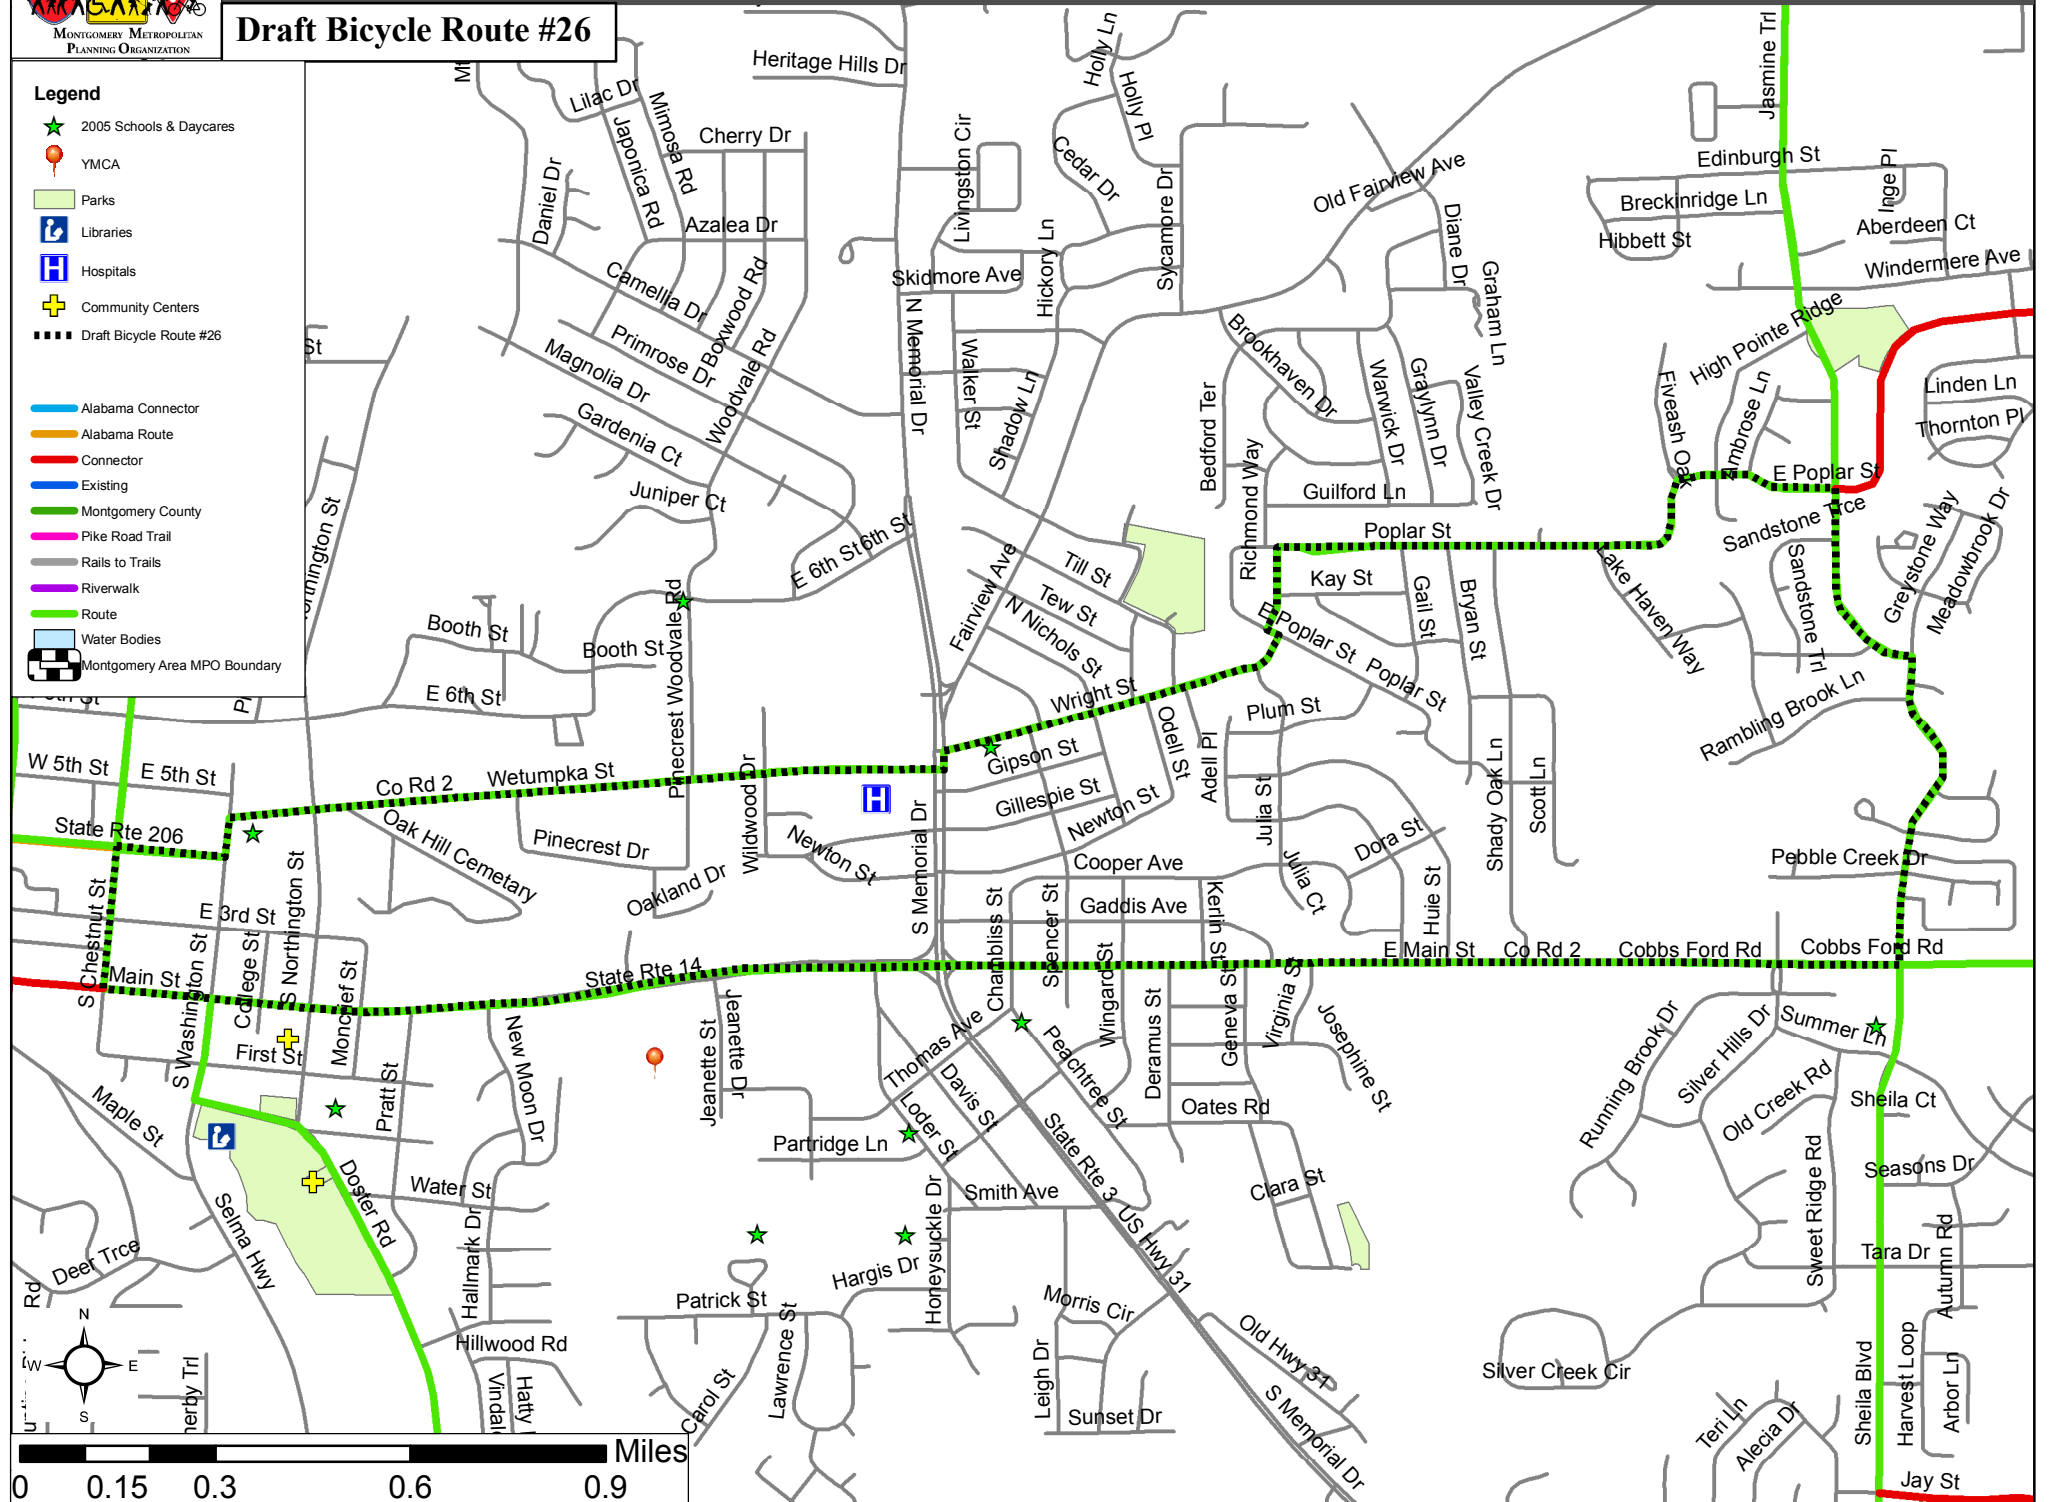 MONTGOMERY METROPOLITAN
PLANNING ORGANIZATION
Draft Bicycle Route #26
Legend
2005 Schools & Daycares
YMCA
Parks
Libraries
Hospitals
Community Centers
Draft Bicycle Route #26
Alabama Connector
Alabama Route
Connector
Existing
Montgomery County
Pike Road Trail
Rails to Trails
Riverwalk
Route
Water Bodies
Montgomery Area MPO Boundary
Heritage Hills Dr
Holly Ln
Holly Pl
Jasmine Trl
Lilac Dr
Mimosa Rd
Japonica Rd
Cherry Dr
Daniel Dr
Azalea Dr
Livingston Cir
Cedar Dr
Sycamore Dr
Old Fairview Ave
Edinburgh St
Inge Pl
Breckinridge Ln
Hibbett St
Aberdeen Ct
Windermere Ave
Diane Dr
Graham Ln
Camellia Dr
Boxwood Rd
Skidmore Ave
Hickory Ln
High Pointe Ridge
St
Primrose Dr
Magnolia Dr
Woodvale Rd
N Memorial Dr
Walker St
Shadow Ln
Brookhaven Dr
Bedford Ter
Warwick Dr
Graylynn Dr
Valley Creek Dr
Fiveash Oak
Ambrose Ln
Linden Ln
Thornton Pl
Gardenia Ct
Juniper Ct
Richmond Way
Guilford Ln
E Poplar St
Sandstone Trce
Greystone Way
Meadowbrook Dr
E 6th St
6th St
Fairview Ave
Till St
Tew St
N Nichols St
Poplar St
Kay St
Gail St
Bryan St
Lake Haven Way
Sandstone Trl
Booth St
Booth St
E 6th St
Pinecrest Woodvale Rd
E Poplar St
Poplar St
Rambling Brook Ln
Wright St
Plum St
W 5th St
E 5th St
Co Rd 2
Wetumpka St
Wildwood Dr
Gipson St
Gillespie St
Newton St
Odell St
Adell Pl
Julia St
Shady Oak Ln
Scott Ln
State Rte 206
Oak Hill Cemetery
Pinecrest Dr
Newton St
S Memorial Dr
Cooper Ave
Julia Ct
Dora St
Huie St
Pebble Creek Dr
Oakland Dr
E 3rd St
S Chestnut St
S Washington St
College St
S Northington St
Moncrief St
Chambliss St
Spencer St
Gaddis Ave
Kerlin St
Wingard St
Main St
State Rte 14
E Main St
Co Rd 2
Cobbs Ford Rd
Cobbs Ford Rd
First St
Pratt St
New Moon Dr
Jeanette St
Jeanette Dr
Thomas Ave
Davis St
Loder St
Peachtree St
Deramus St
Geneva St
Virginia St
Josephine St
Running Brook Dr
Silver Hills Dr
Summer Ln
Old Creek Rd
Sheila Ct
Maple St
Partridge Ln
State Rte 3
Oates Rd
Clara St
Water St
Smith Ave
US Hwy 31
Seasons Dr
Sweet Ridge Rd
Tara Dr
Autumn Rd
Selma Hwy
Doster Rd
Hallmark Dr
Deer Trce
Rd
Honeysuckle Dr
Hargis Dr
Patrick St
Lawrence St
Morris Cir
Old Hwy 31
Hillwood Rd
Carol St
Leigh Dr
Sunset Dr
S Memorial Dr
Silver Creek Cir
Teri Ln
Alecia Dr
Sheila Blvd
Harvest Loop
Arbor Ln
Jay St
N
W
E
S
Miles
0
0.15
0.3
0.6
0.9